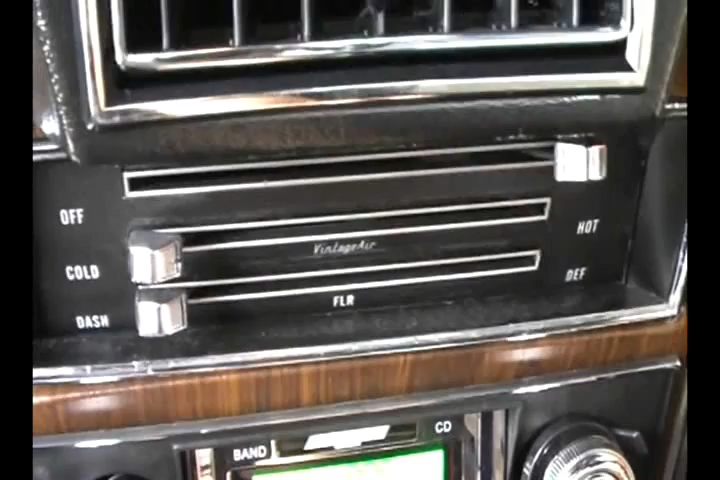 OFF
HOT
VintageAir
COLD
DEF
FLR
DASH
BAND
CD